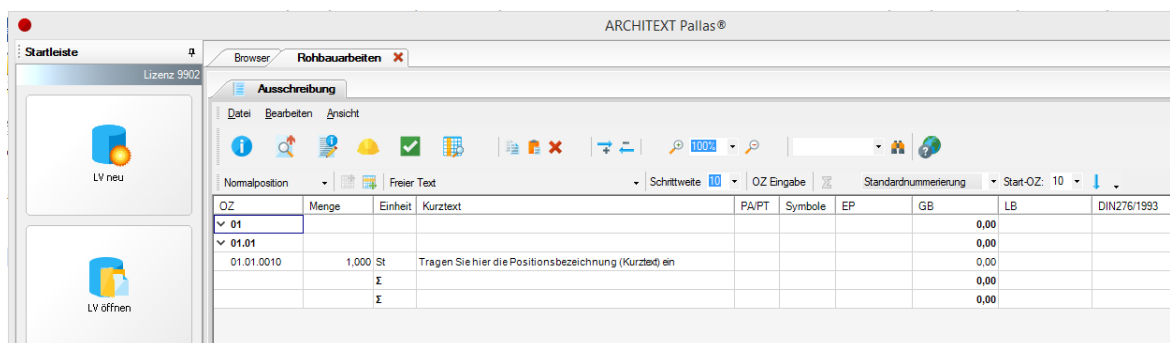 ARCHITEXT Pallas®
Startleiste
Browser Rohbauarbeiten
Lizenz 9902
Ausschreibung
Datei Bearbeiten Ansicht
100%
LV neu
Normalposition Freier Text Schrittweite 10 OZ Eingabe Standardnummerierung Start-OZ: 10
OZ Menge Einheit Kurztext PA/PT Symbole EP GB LB DIN276/1993
01 0,00
01.01 0,00
01.01.0010 1,000 St Tragen Sie hier die Positionsbezeichnung (Kurztext) ein 0,00
Σ 0,00
Σ 0,00
LV öffnen